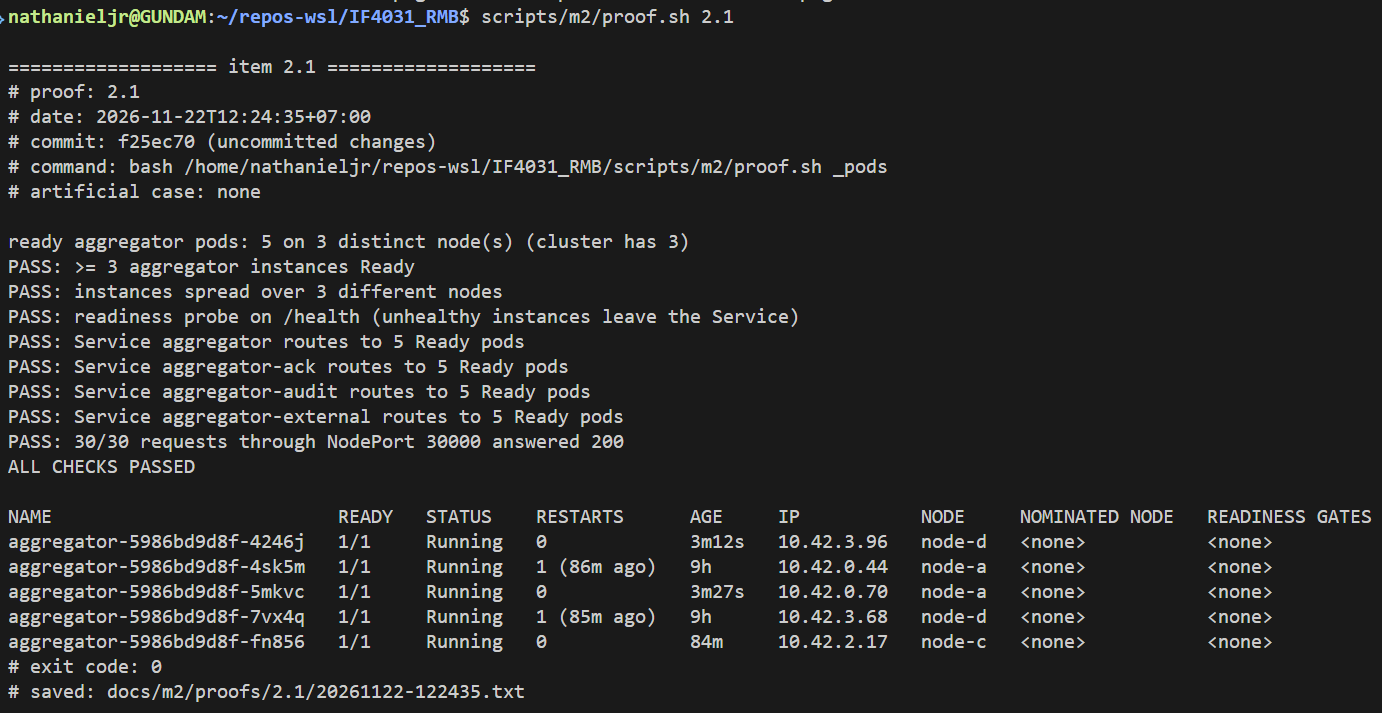 nathanieljr@GUNDAM:~/repos-wsl/IF4031_RMB$ scripts/m2/proof.sh 2.1
=================== item 2.1 ===================
# proof: 2.1
# date: 2026-11-22T12:24:35+07:00
# commit: f25ec70 (uncommitted changes)
# command: bash /home/nathanieljr/repos-wsl/IF4031_RMB/scripts/m2/proof.sh _pods
# artificial case: none
ready aggregator pods: 5 on 3 distinct node(s) (cluster has 3)
PASS: >= 3 aggregator instances Ready
PASS: instances spread over 3 different nodes
PASS: readiness probe on /health (unhealthy instances leave the Service)
PASS: Service aggregator routes to 5 Ready pods
PASS: Service aggregator-ack routes to 5 Ready pods
PASS: Service aggregator-audit routes to 5 Ready pods
PASS: Service aggregator-external routes to 5 Ready pods
PASS: 30/30 requests through NodePort 30000 answered 200
ALL CHECKS PASSED
NAME READY STATUS RESTARTS AGE IP NODE NOMINATED NODE READINESS GATES
aggregator-5986bd9d8f-4246j 1/1 Running 0 3m12s 10.42.3.96 node-d <none> <none>
aggregator-5986bd9d8f-4sk5m 1/1 Running 1 (86m ago) 9h 10.42.0.44 node-a <none> <none>
aggregator-5986bd9d8f-5mkvc 1/1 Running 0 3m27s 10.42.0.70 node-a <none> <none>
aggregator-5986bd9d8f-7vx4q 1/1 Running 1 (85m ago) 9h 10.42.3.68 node-d <none> <none>
aggregator-5986bd9d8f-fn856 1/1 Running 0 84m 10.42.2.17 node-c <none> <none>
# exit code: 0
# saved: docs/m2/proofs/2.1/20261122-122435.txt